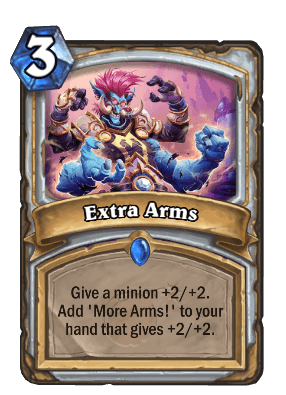 3
Extra Arms
Give a minion +2/+2.
Add 'More Arms!' to your
hand that gives +2/+2.